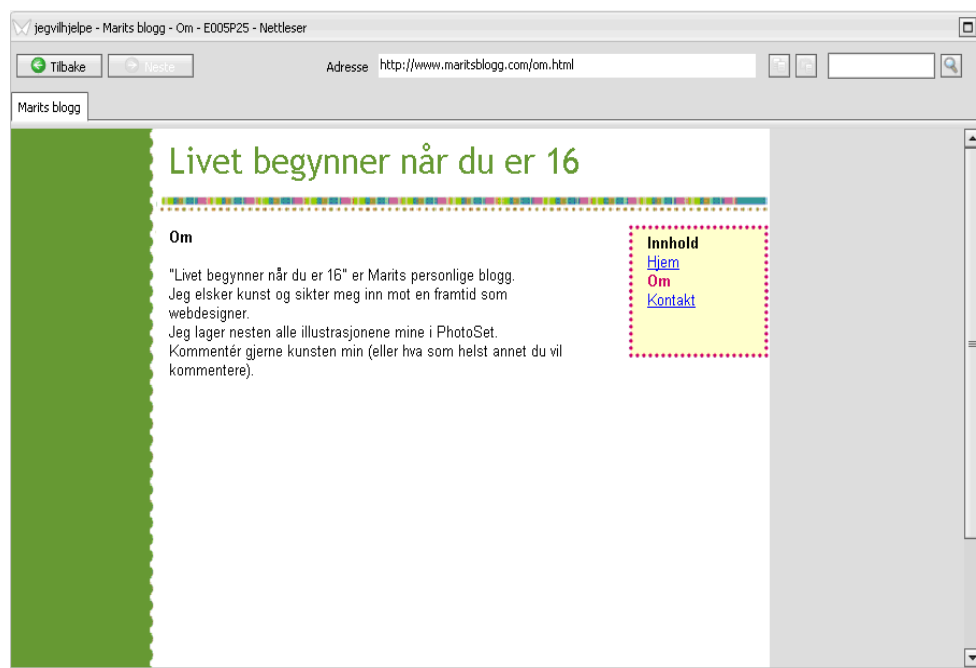 jegvilhjelpe - Marits blogg - Om - E005P25 - Nettleser
Tilbake
Neste
Adresse
http://www.maritsblogg.com/om.html
Marits blogg
Livet begynner når du er 16
Om
"Livet begynner når du er 16" er Marits personlige blogg.
Jeg elsker kunst og sikter meg inn mot en framtid som
webdesigner.
Jeg lager nesten alle illustrasjonene mine i PhotoSet.
Kommentér gjerne kunsten min (eller hva som helst annet du vil
kommentere).
Innhold
Hjem
Om
Kontakt